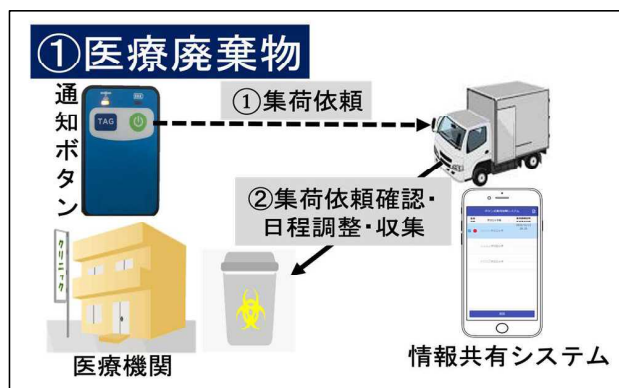 ①医療廃棄物
通知ボタン
TAG
①集荷依頼
②集荷依頼確認・
日程調整・収集
クリニック
医療機関
情報共有システム